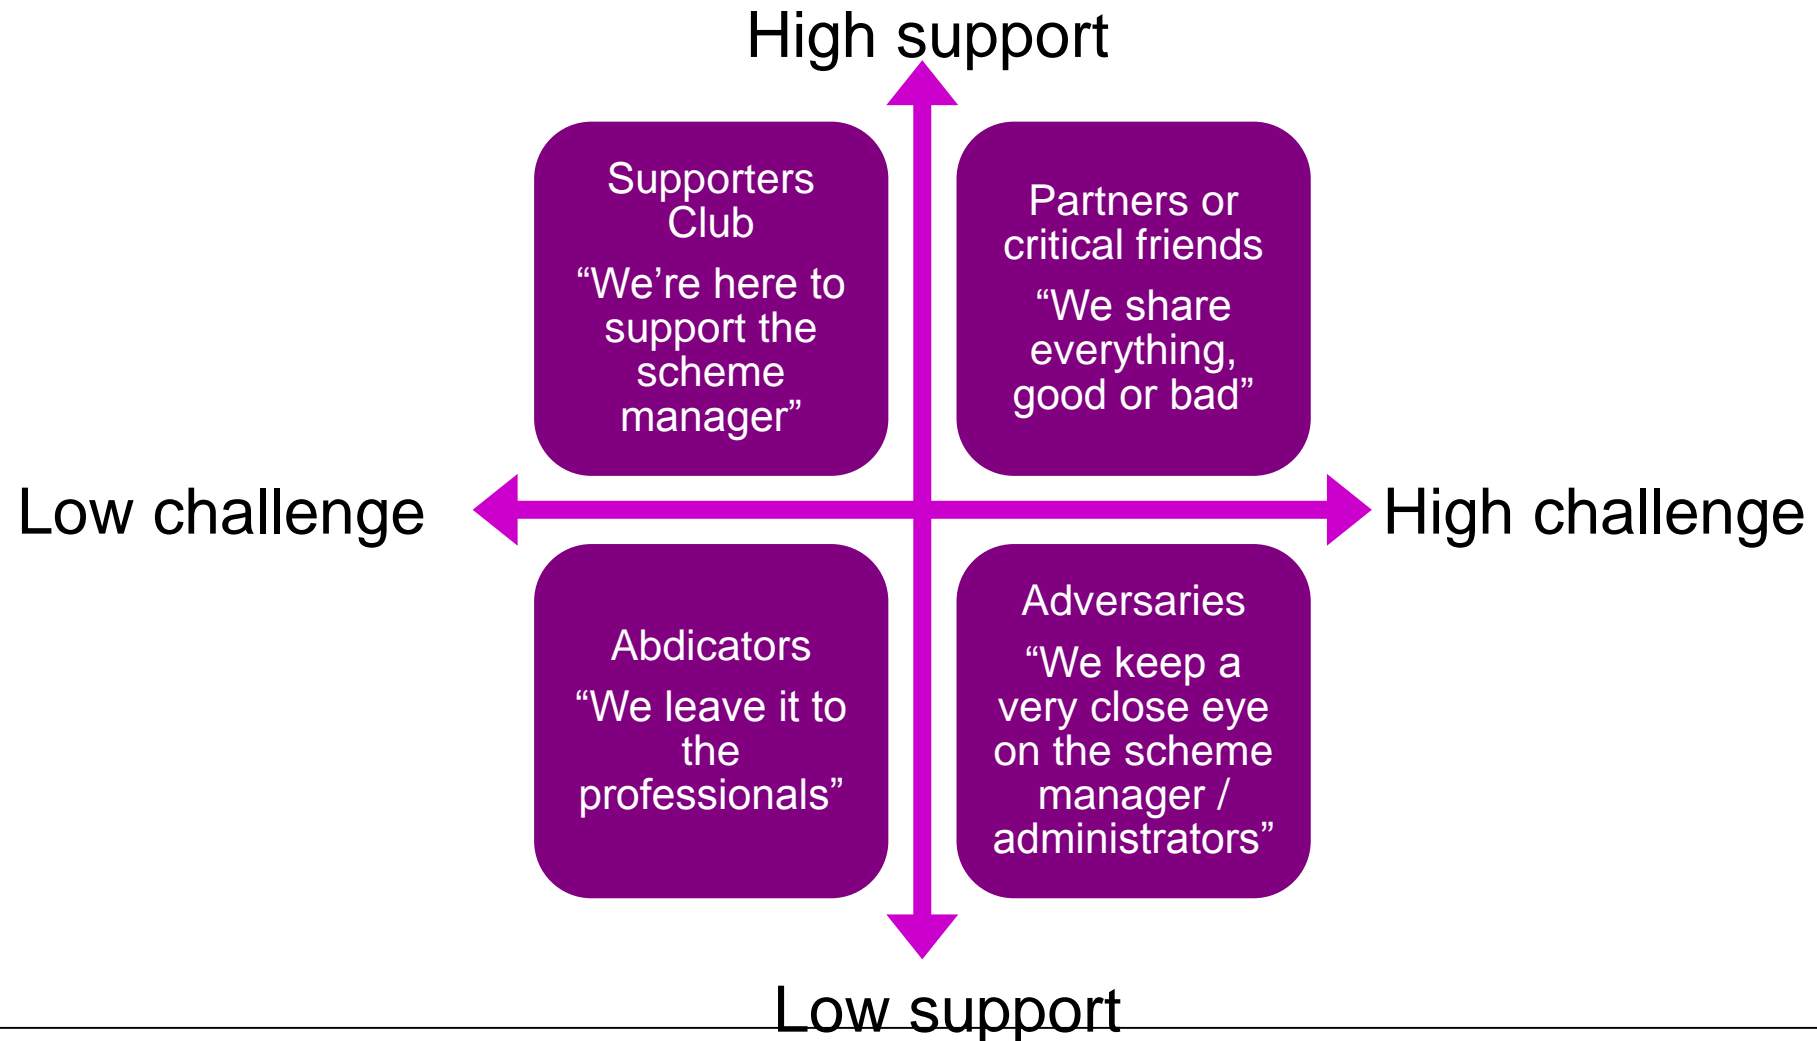 High support
Supporters
Club
“We’re here to
support the
scheme
manager”
Partners or
critical friends
“We share
everything,
good or bad”
Low challenge
High challenge
Abdicators
“We leave it to
the
professionals”
Adversaries
“We keep a
very close eye
on the scheme
manager /
administrators”
Low support